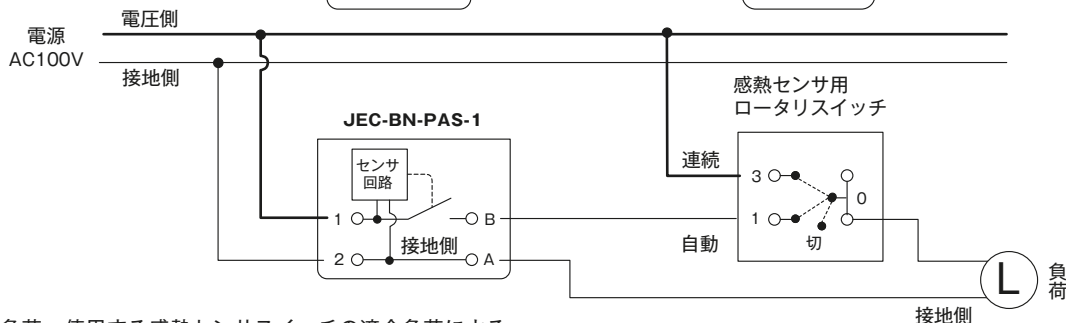 電圧側
電源
AC100V
接地側
感熱センサ用
ロータリスイッチ
JEC-BN-PAS-1
センサ
回路
連続
3
0
1
1
B
自動
切
接地側
2
A
L
負荷
接地側